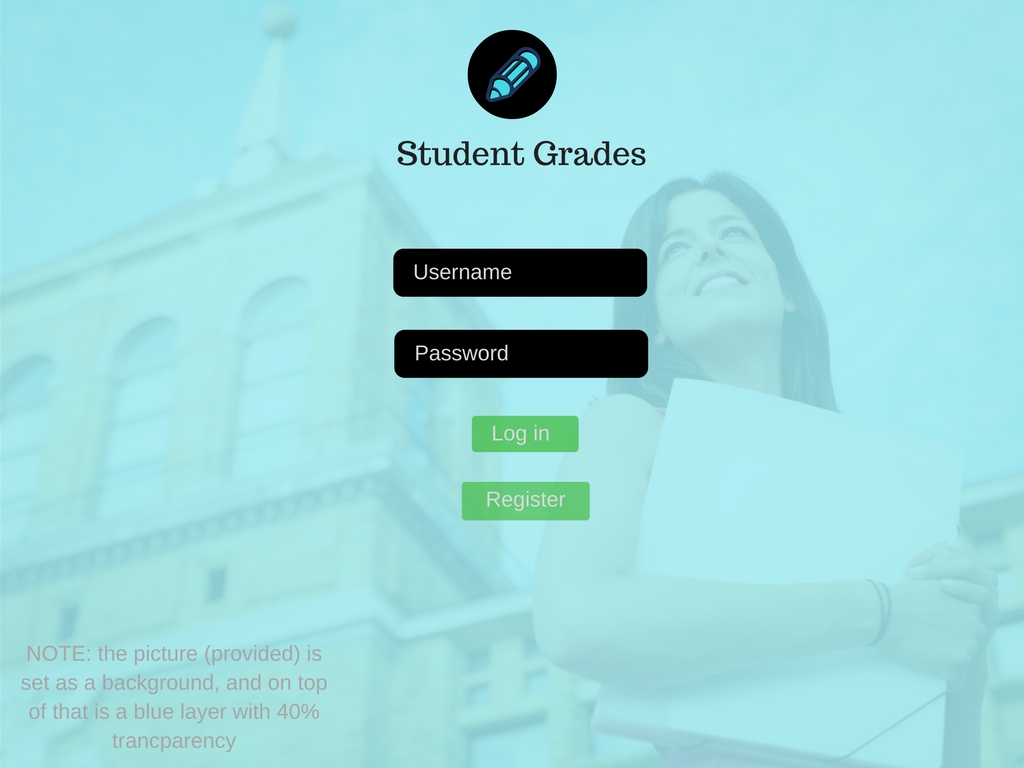 Student Grades
Username
Password
Log in
Register
NOTE: the picture (provided) is
set as a background, and on top
of that is a blue layer with 40%
trancparency